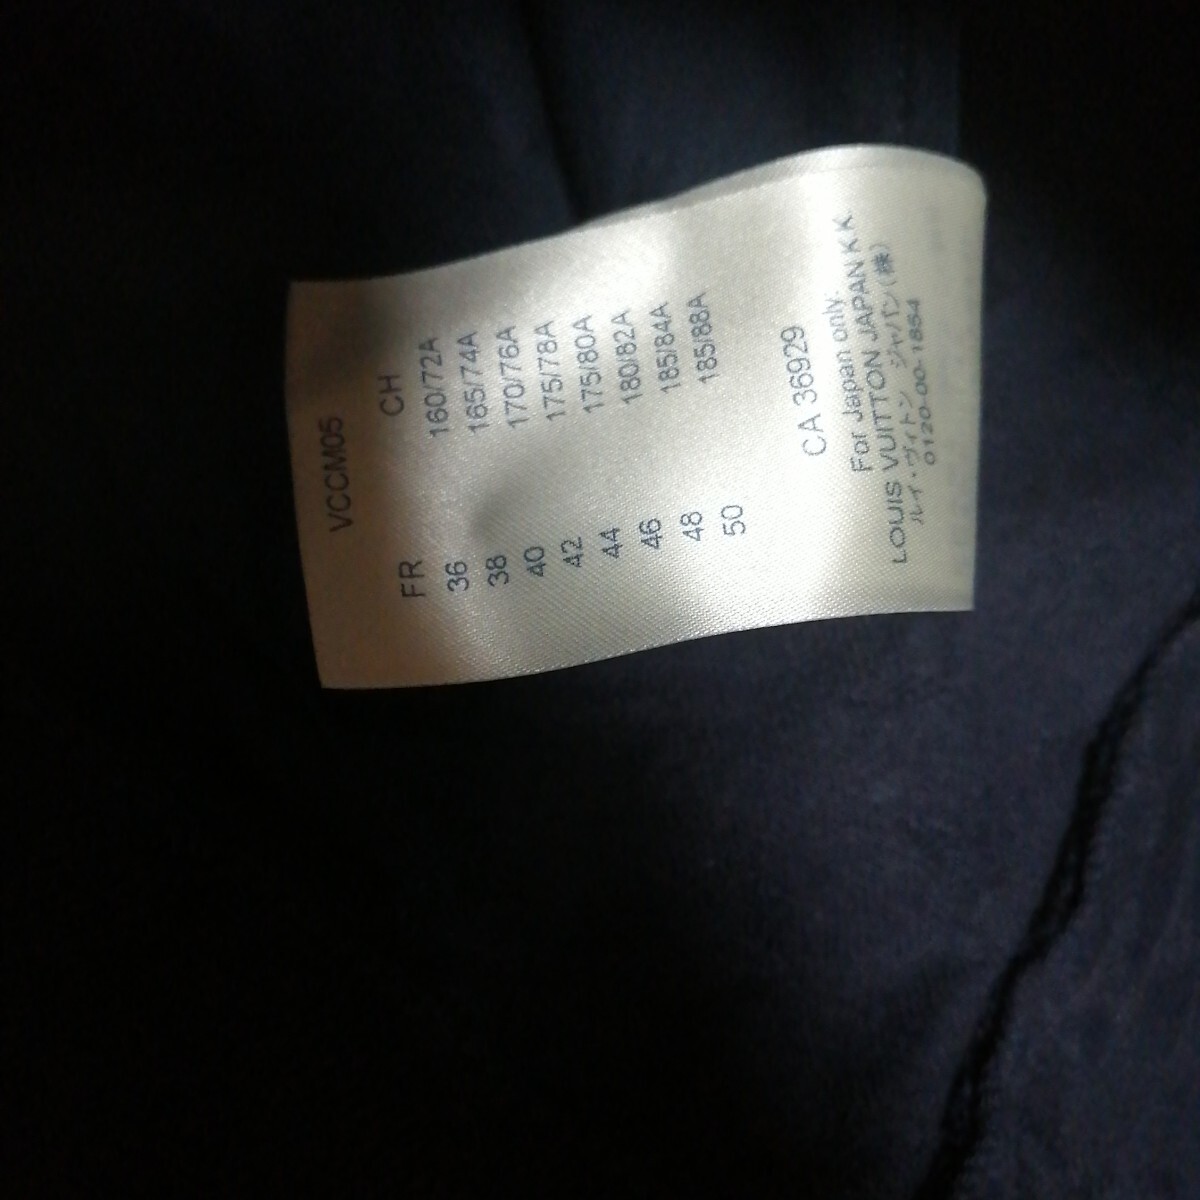 VCCM05
FR CH
36 160/72A
38 165/74A
40 170/76A
42 175/78A
44 175/80A
46 180/82A
48 185/84A
50 185/88A
CA 36929
For Japan only:
LOUIS VUITTON JAPAN K K
ルイ・ヴィトン ジャパン(株)
0120-00-1854